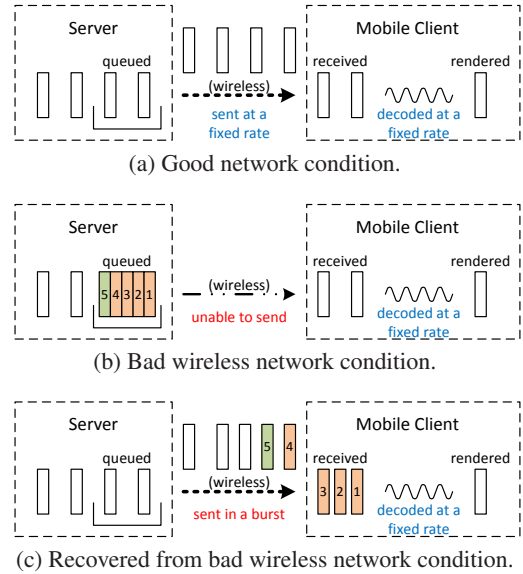 Server
Mobile Client
queued
(wireless)
received
rendered
sent at a
fixed rate
decoded at a
fixed rate
(a) Good network condition.
Server
Mobile Client
queued
(wireless)
received
rendered
5 4 3 2 1
unable to send
decoded at a
fixed rate
(b) Bad wireless network condition.
Server
Mobile Client
5 4
queued
(wireless)
received
rendered
3 2 1
sent in a burst
decoded at a
fixed rate
(c) Recovered from bad wireless network condition.